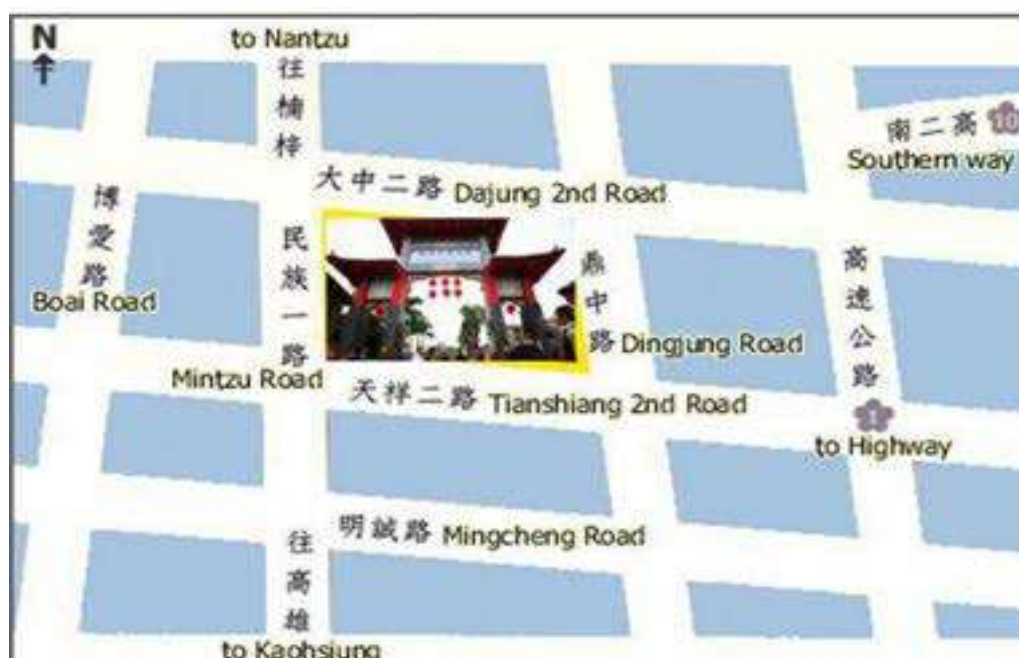 N
to Nantzu
往楠梓
南二高
10
Southern way
大中二路 Dajung 2nd Road
博愛路
Boai Road
民族一路
Mintzu Road
鼎中路
Dingjung Road
高速公路
1
to Highway
天祥二路 Tianshiang 2nd Road
明誠路 Mingcheng Road
往高雄
to Kaohsiung